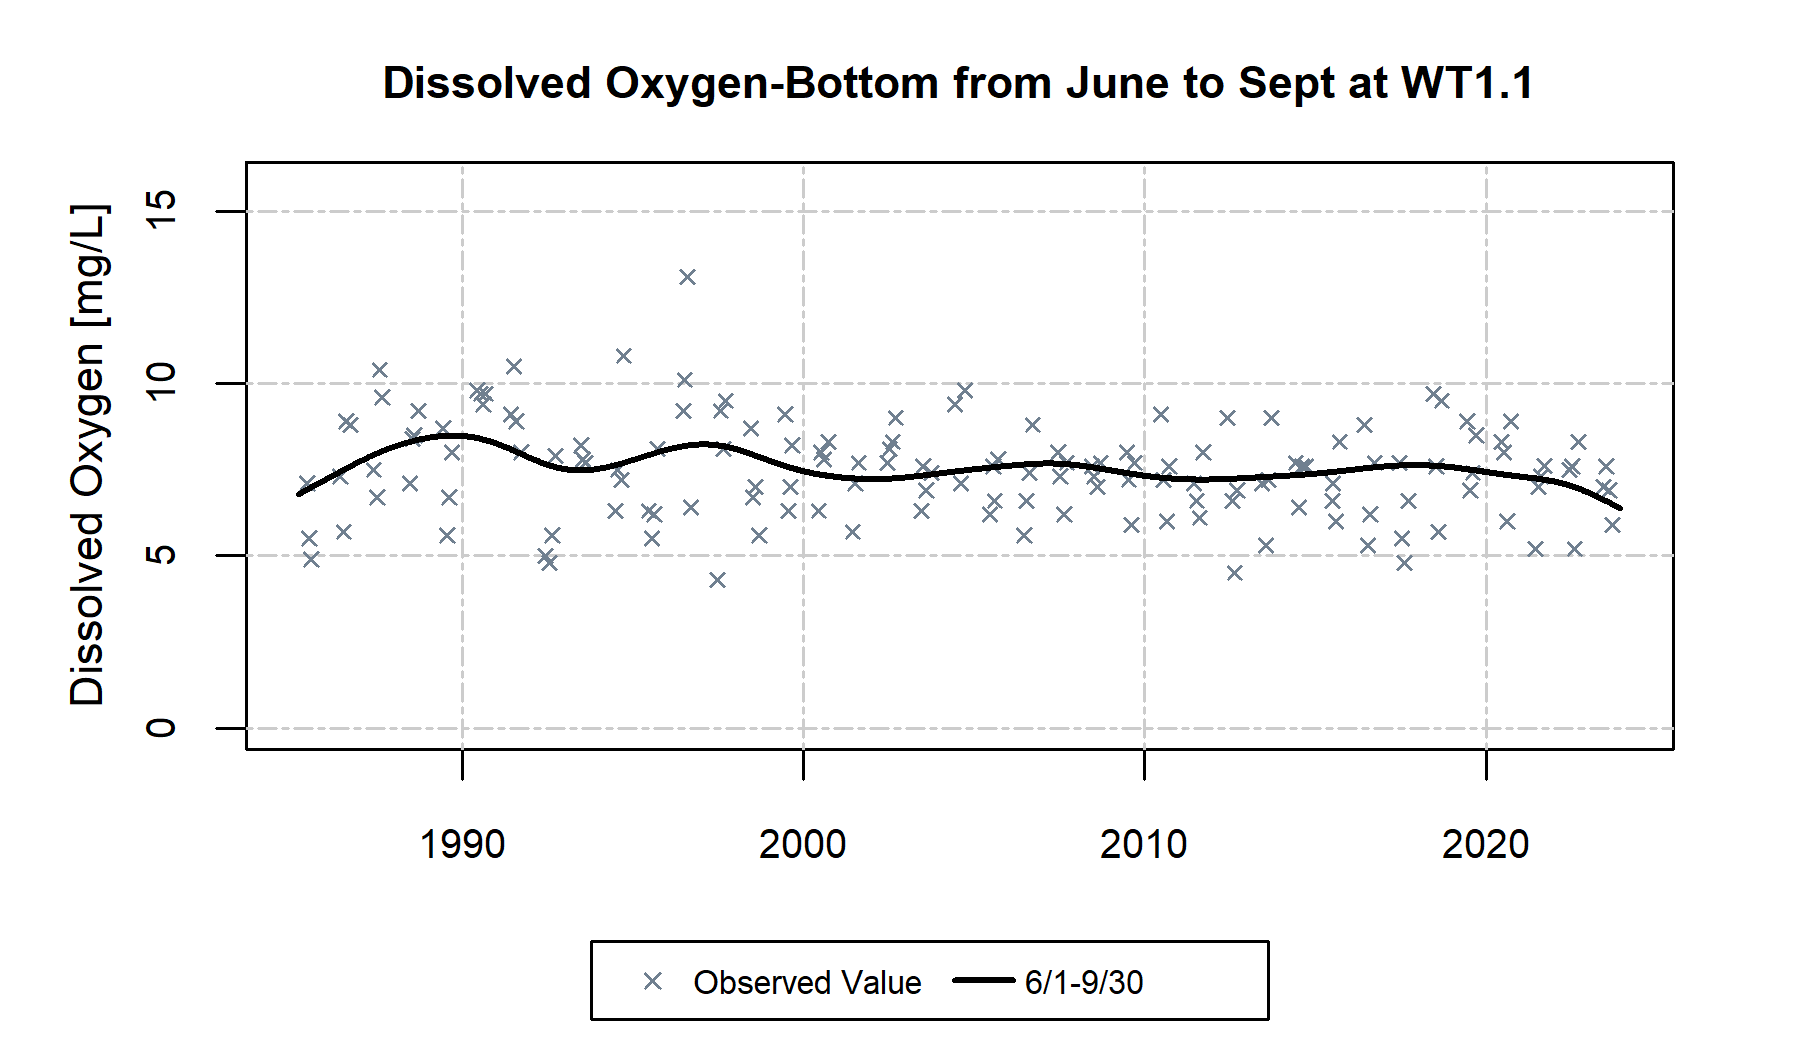 Dissolved Oxygen-Bottom from June to Sept at WT1.1
Dissolved Oxygen [mg/L]
15
10
5
0
1990 2000 2010 2020
Observed Value 6/1-9/30